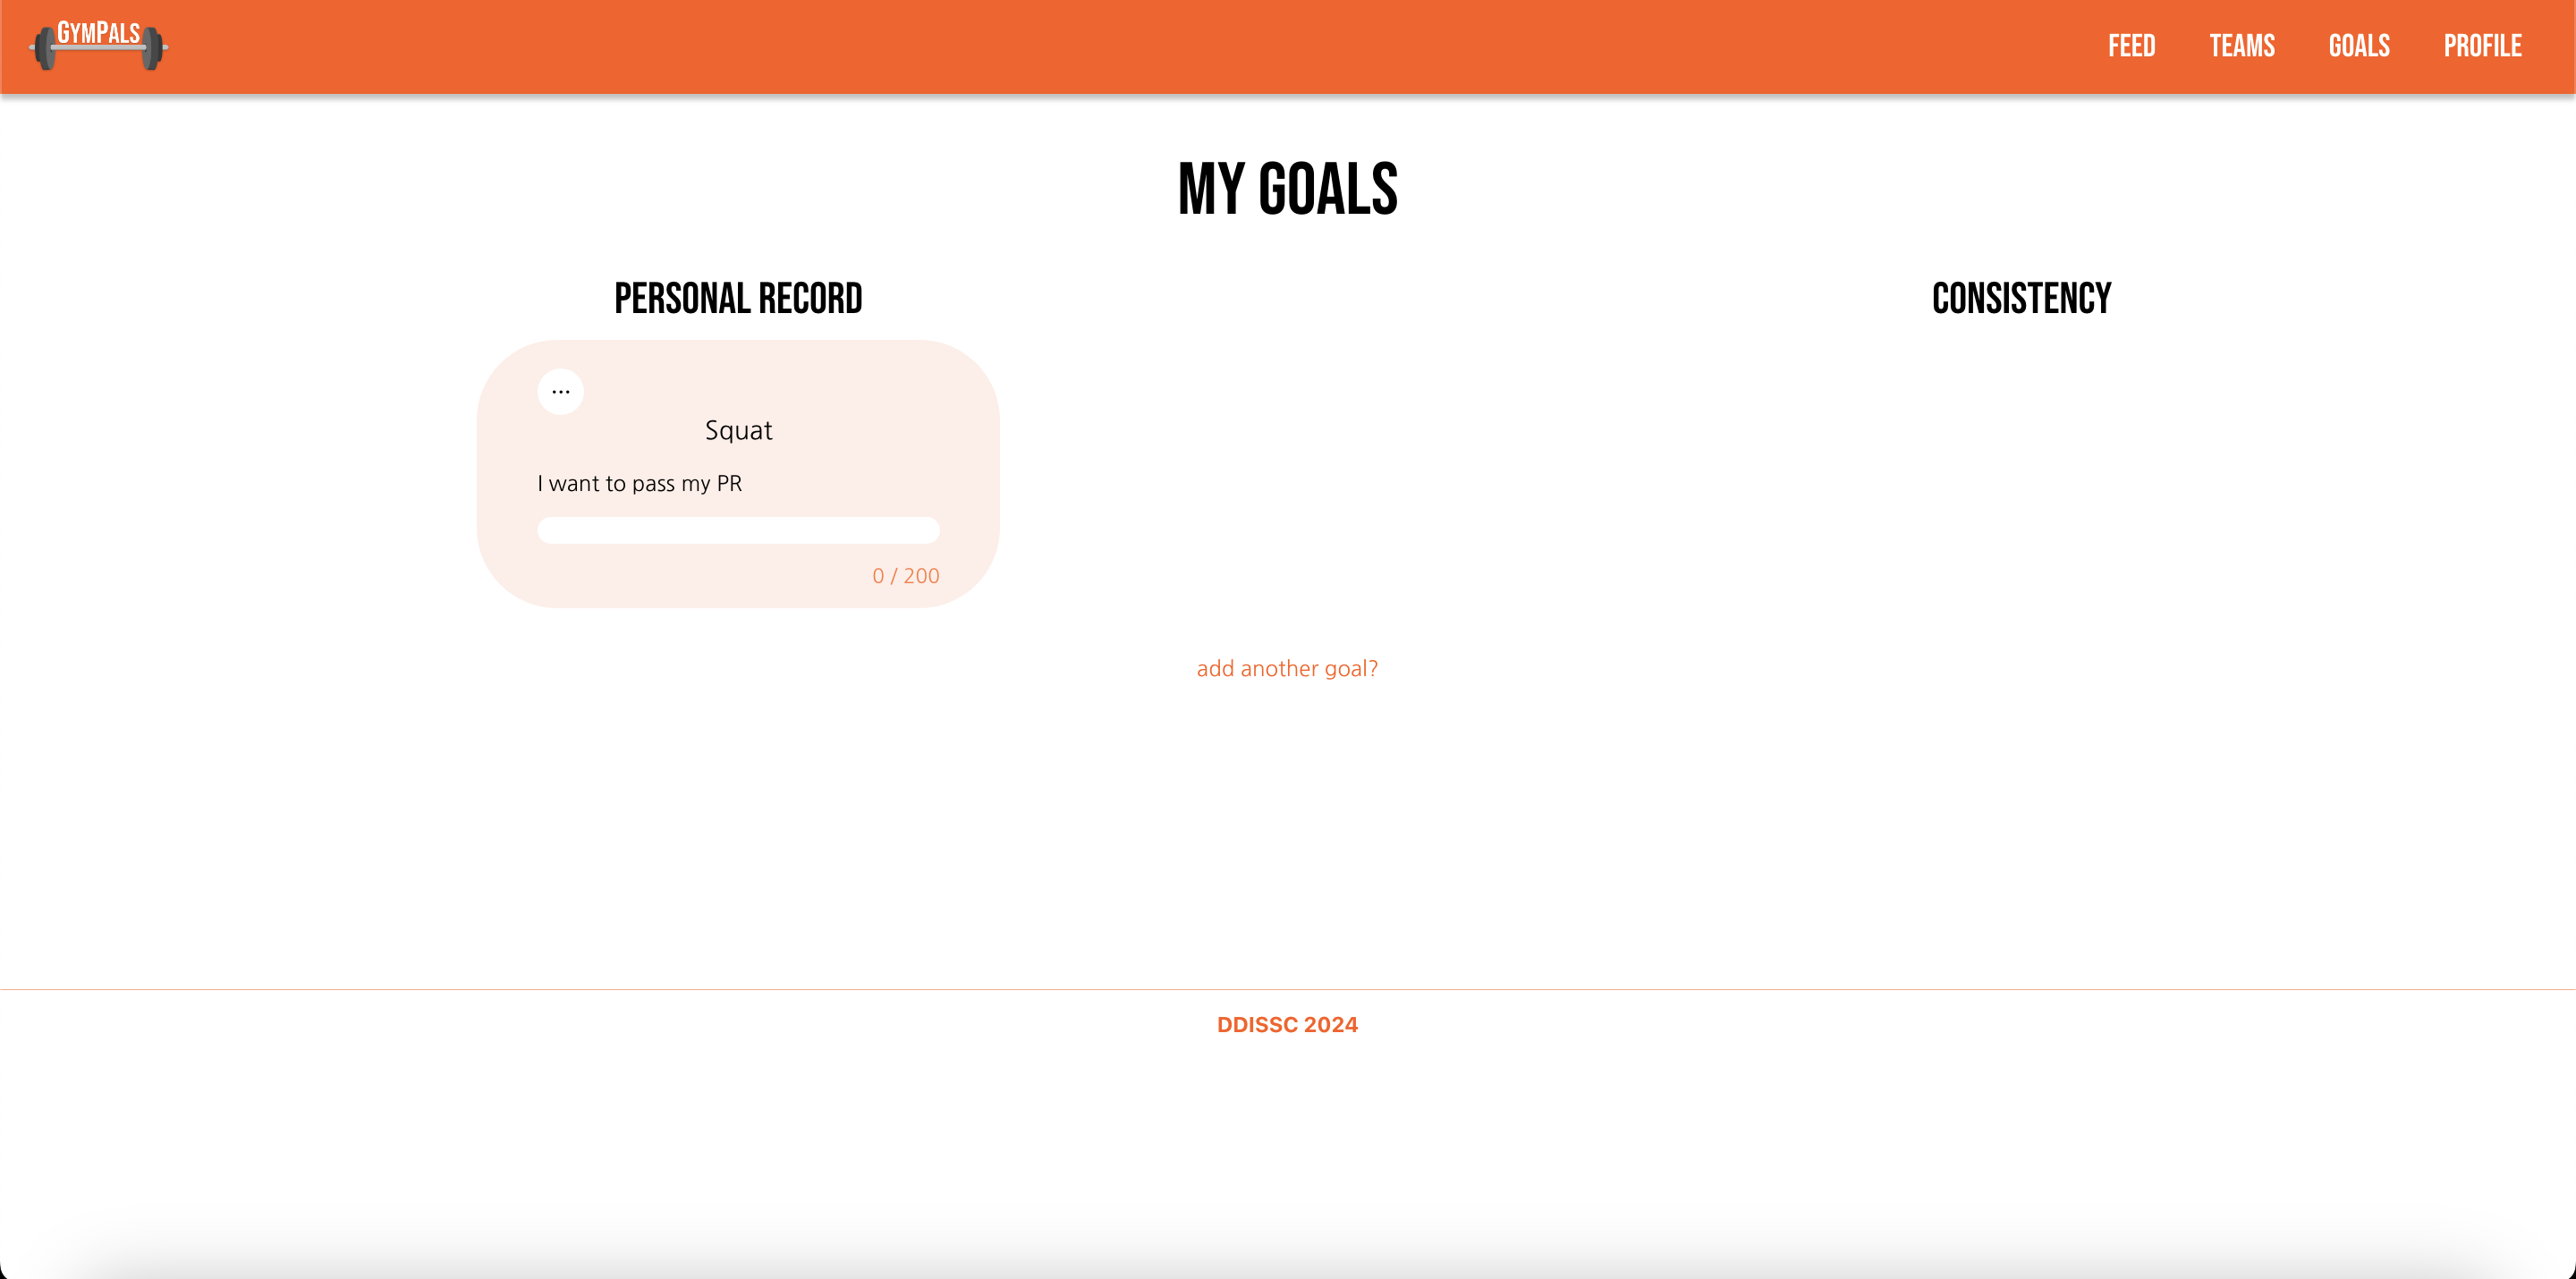 GYMPALS
FEED TEAMS GOALS PROFILE
MY GOALS
PERSONAL RECORD
CONSISTENCY
...
Squat
I want to pass my PR
0 / 200
add another goal?
DDISSC 2024